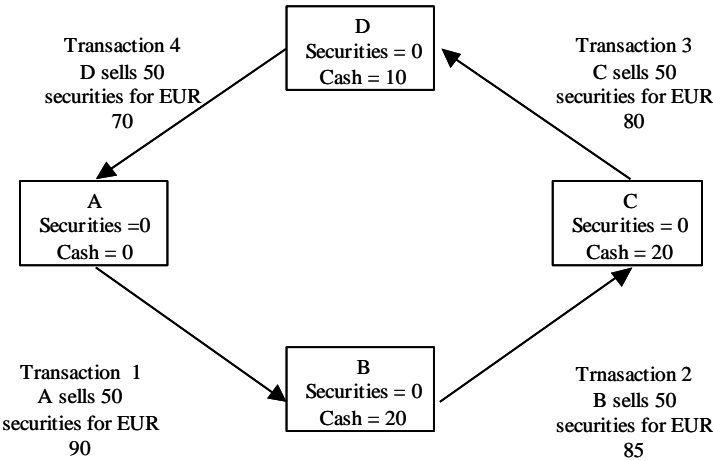 Transaction 4
D sells 50
securities for EUR
70
D
Securities = 0
Cash = 10
Transaction 3
C sells 50
securities for EUR
80
A
Securities =0
Cash = 0
C
Securities = 0
Cash = 20
Transaction 1
A sells 50
securities for EUR
90
B
Securities = 0
Cash = 20
Trnasaction 2
B sells 50
securities for EUR
85